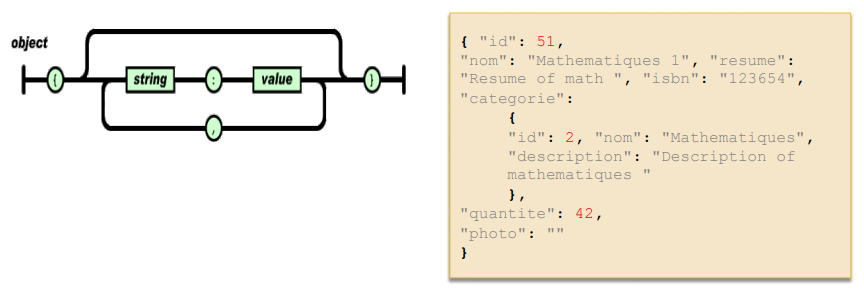 object
{ string : value }
,
{ "id": 51,
"nom": "Mathematiques 1", "resume":
"Resume of math ", "isbn": "123654",
"categorie":
{
"id": 2, "nom": "Mathematiques",
"description": "Description of
mathematiques "
},
"quantite": 42,
"photo": ""
}